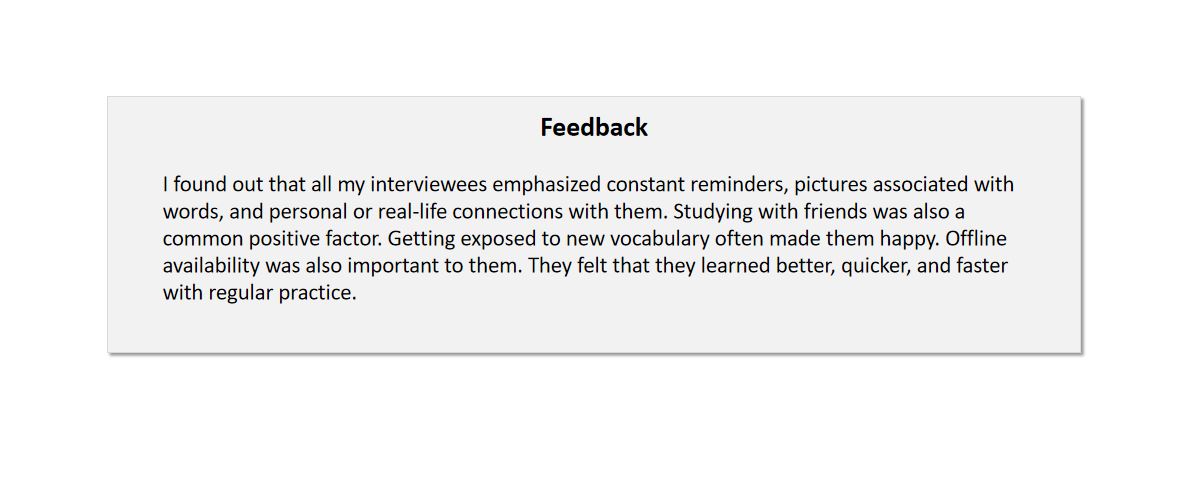 Feedback
I found out that all my interviewees emphasized constant reminders, pictures associated with
words, and personal or real-life connections with them. Studying with friends was also a
common positive factor. Getting exposed to new vocabulary often made them happy. Offline
availability was also important to them. They felt that they learned better, quicker, and faster
with regular practice.